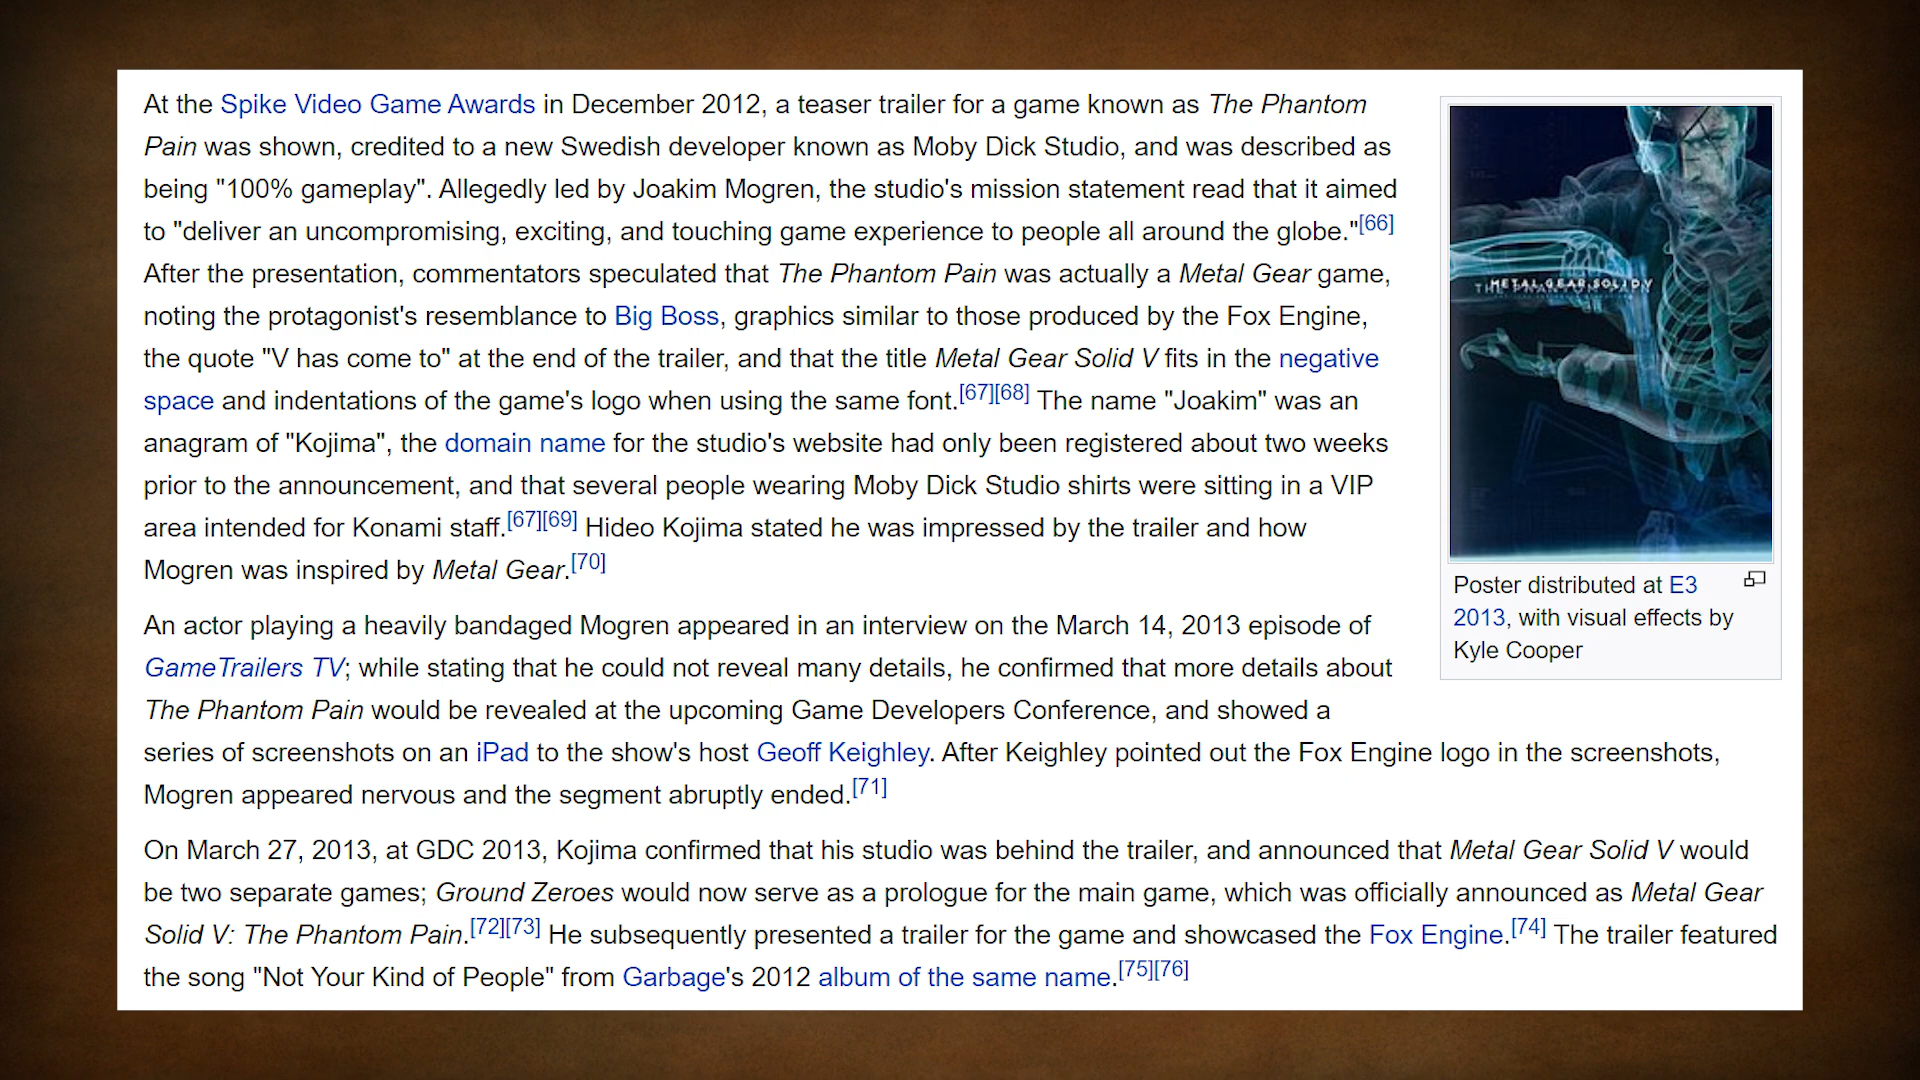 At the Spike Video Game Awards in December 2012, a teaser trailer for a game known as The Phantom
Pain was shown, credited to a new Swedish developer known as Moby Dick Studio, and was described as
being "100% gameplay". Allegedly led by Joakim Mogren, the studio's mission statement read that it aimed
to "deliver an uncompromising, exciting, and touching game experience to people all around the globe."[66]
After the presentation, commentators speculated that The Phantom Pain was actually a Metal Gear game,
noting the protagonist's resemblance to Big Boss, graphics similar to those produced by the Fox Engine,
the quote "V has come to" at the end of the trailer, and that the title Metal Gear Solid V fits in the negative
space and indentations of the game's logo when using the same font.[67][68] The name "Joakim" was an
anagram of "Kojima", the domain name for the studio's website had only been registered about two weeks
prior to the announcement, and that several people wearing Moby Dick Studio shirts were sitting in a VIP
area intended for Konami staff.[67][69] Hideo Kojima stated he was impressed by the trailer and how
Mogren was inspired by Metal Gear.[70]
An actor playing a heavily bandaged Mogren appeared in an interview on the March 14, 2013 episode of
GameTrailers TV; while stating that he could not reveal many details, he confirmed that more details about
The Phantom Pain would be revealed at the upcoming Game Developers Conference, and showed a
series of screenshots on an iPad to the show's host Geoff Keighley. After Keighley pointed out the Fox Engine logo in the screenshots,
Mogren appeared nervous and the segment abruptly ended.[71]
On March 27, 2013, at GDC 2013, Kojima confirmed that his studio was behind the trailer, and announced that Metal Gear Solid V would
be two separate games; Ground Zeroes would now serve as a prologue for the main game, which was officially announced as Metal Gear
Solid V: The Phantom Pain.[72][73] He subsequently presented a trailer for the game and showcased the Fox Engine.[74] The trailer featured
the song "Not Your Kind of People" from Garbage's 2012 album of the same name.[75][76]
METAL GEAR SOLID V
THE PHANTOM PAIN
Poster distributed at E3
2013, with visual effects by
Kyle Cooper